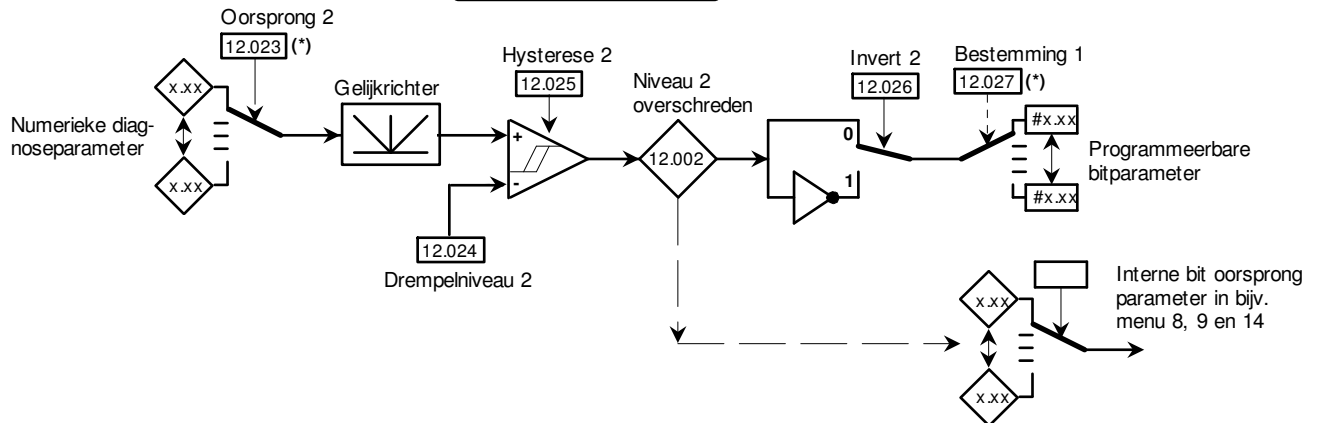 Oorsprong 2
12.023 (*)
x.xx
x.xx
Numerieke diag-
noseparameter
Gelijkrichter
Hysterese 2
12.025
+
-
12.024
Drempelniveau 2
Niveau 2
overschreden
12.002
Invert 2
12.026
0
1
Bestemming 1
12.027 (*)
#x.xx
#x.xx
Programmeerbare
bitparameter
x.xx
x.xx
Interne bit oorsprong
parameter in bijv.
menu 8, 9 en 14